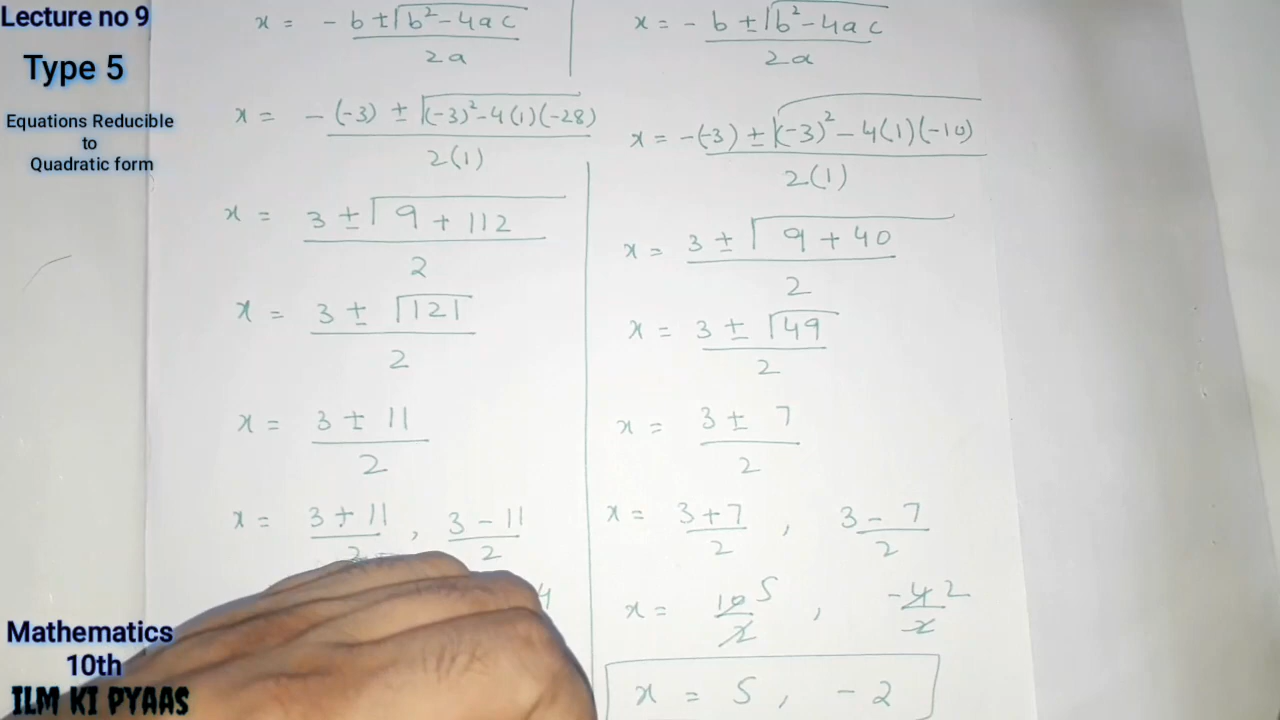 Lecture no 9
Type 5
Equations Reducible
to
Quadratic form
x = -b ± √b² - 4ac / 2a
x = -(-3) ± √(-3)² - 4(1)(-28) / 2(1)
x = 3 ± √9 + 112 / 2
x = 3 ± √121 / 2
x = 3 ± 11 / 2
x = 3 + 11 / 2 , 3 - 11 / 2
4
x = -b ± √b² - 4ac / 2a
x = -(-3) ± √(-3)² - 4(1)(-10) / 2(1)
x = 3 ± √9 + 40 / 2
x = 3 ± √49 / 2
x = 3 ± 7 / 2
x = 3 + 7 / 2 , 3 - 7 / 2
x = 10 / 2 5 , -4 / 2 2
x = 5 , -2
Mathematics
10th
ILM KI PYAAS